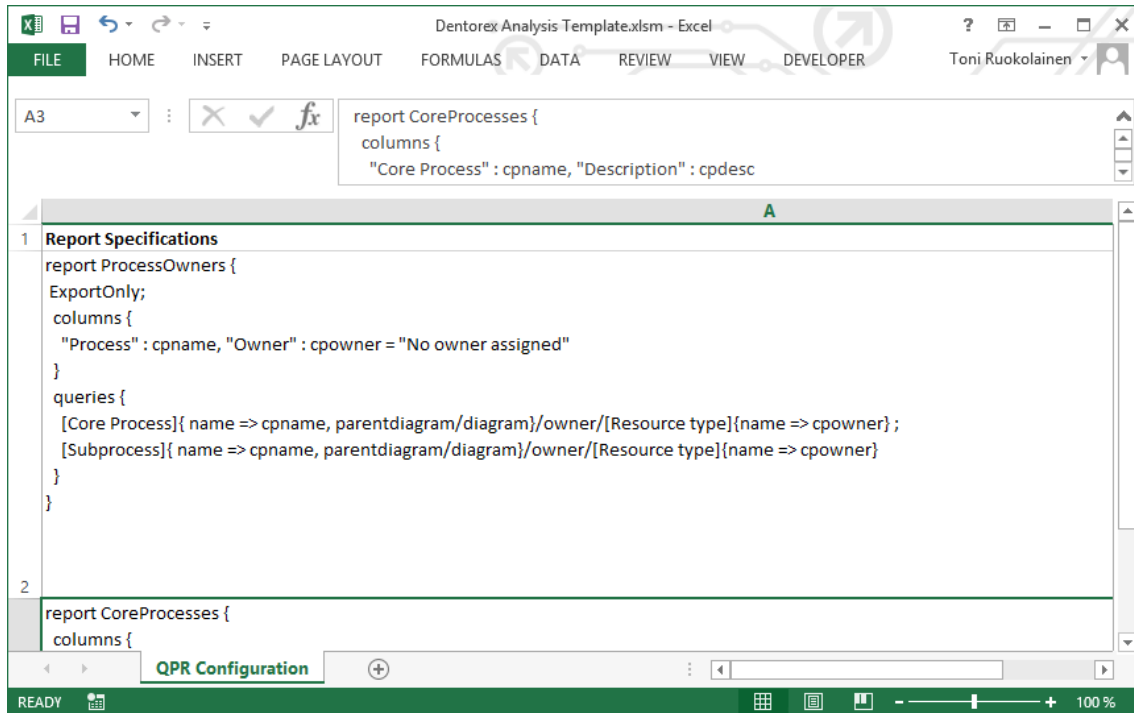 Dentorex Analysis Template.xlsm - Excel
?
FILE HOME INSERT PAGE LAYOUT FORMULAS DATA REVIEW VIEW DEVELOPER Toni Ruokolainen
A3 fx report CoreProcesses {
columns {
"Core Process" : cpname, "Description" : cpdesc
A
1 Report Specifications
report ProcessOwners {
ExportOnly;
columns {
"Process" : cpname, "Owner" : cpowner = "No owner assigned"
}
queries {
[Core Process]{ name => cpname, parentdiagram/diagram}/owner/[Resource type]{name => cpowner} ;
[Subprocess]{ name => cpname, parentdiagram/diagram}/owner/[Resource type]{name => cpowner}
}
}
2
report CoreProcesses {
columns {
QPR Configuration
READY 100 %